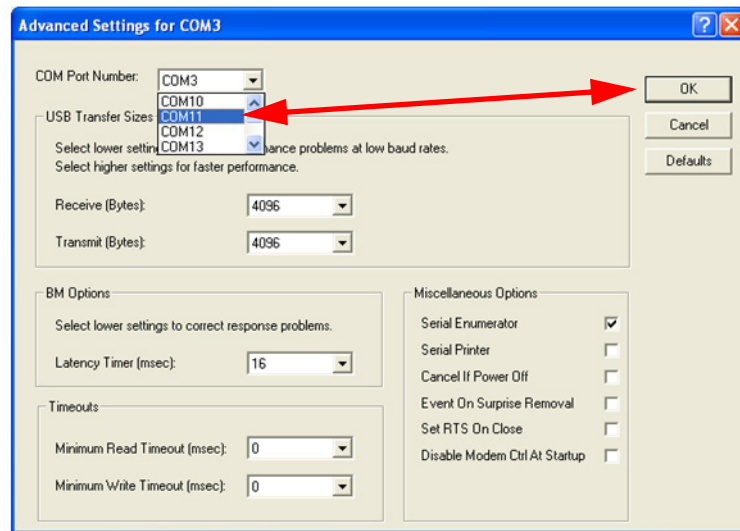 Advanced Settings for COM3
COM Port Number: COM3
COM10
COM11
COM12
COM13
OK
Cancel
Defaults
USB Transfer Sizes
Select lower settin mance problems at low baud rates.
Select higher settings for faster performance.
Receive (Bytes): 4096
Transmit (Bytes): 4096
BM Options
Select lower settings to correct response problems.
Latency Timer (msec): 16
Timeouts
Minimum Read Timeout (msec): 0
Minimum Write Timeout (msec): 0
Miscellaneous Options
Serial Enumerator
Serial Printer
Cancel If Power Off
Event On Surprise Removal
Set RTS On Close
Disable Modem Ctrl At Startup